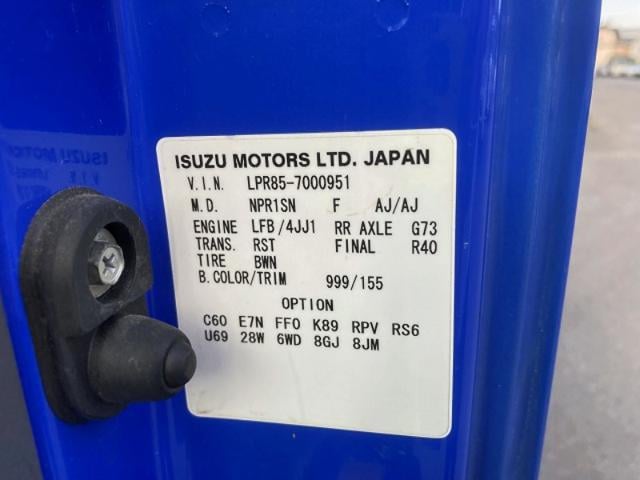 ISUZU MOTORS LTD. JAPAN
V.I.N. LPR85-7000951
M.D. NPR1SN F AJ/AJ
ENGINE LFB/4JJ1 RR AXLE G73
TRANS. RST FINAL R40
TIRE BWN
B.COLOR/TRIM 999/155
OPTION
C60 E7N FFO K89 RPV RS6
U69 28W 6WD 8GJ 8JM